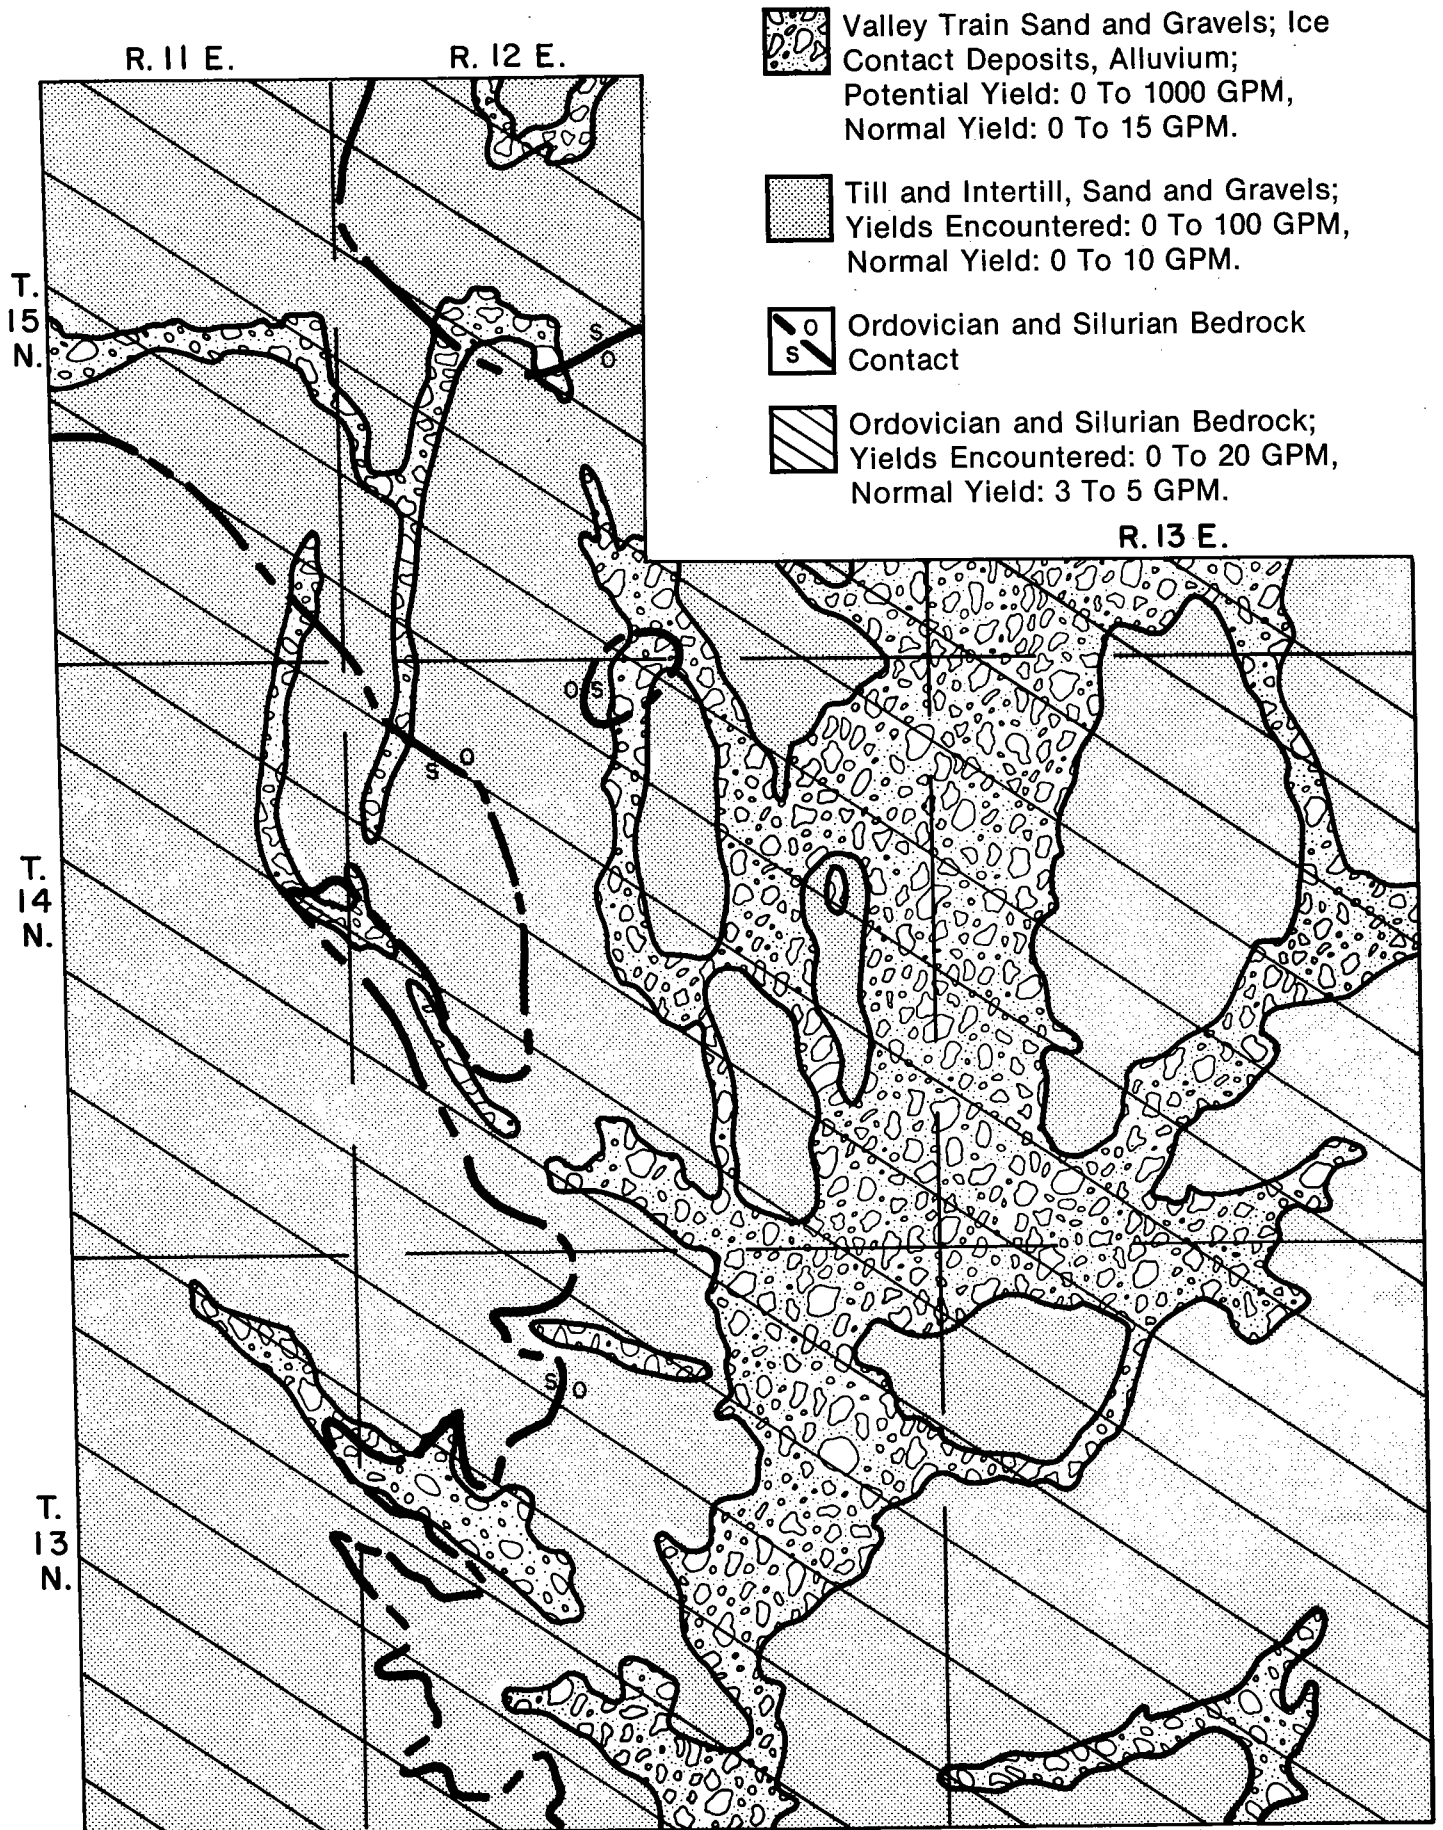 Valley Train Sand and Gravels; Ice
Contact Deposits, Alluvium;
Potential Yield: 0 To 1000 GPM,
Normal Yield: 0 To 15 GPM.
Till and Intertill, Sand and Gravels;
Yields Encountered: 0 To 100 GPM,
Normal Yield: 0 To 10 GPM.
O
S
Ordovician and Silurian Bedrock
Contact
Ordovician and Silurian Bedrock;
Yields Encountered: 0 To 20 GPM,
Normal Yield: 3 To 5 GPM.
R. 11 E.
R. 12 E.
R. 13 E.
T.
15
N.
S
O
O S
S O
T.
14
N.
S O
T.
13
N.